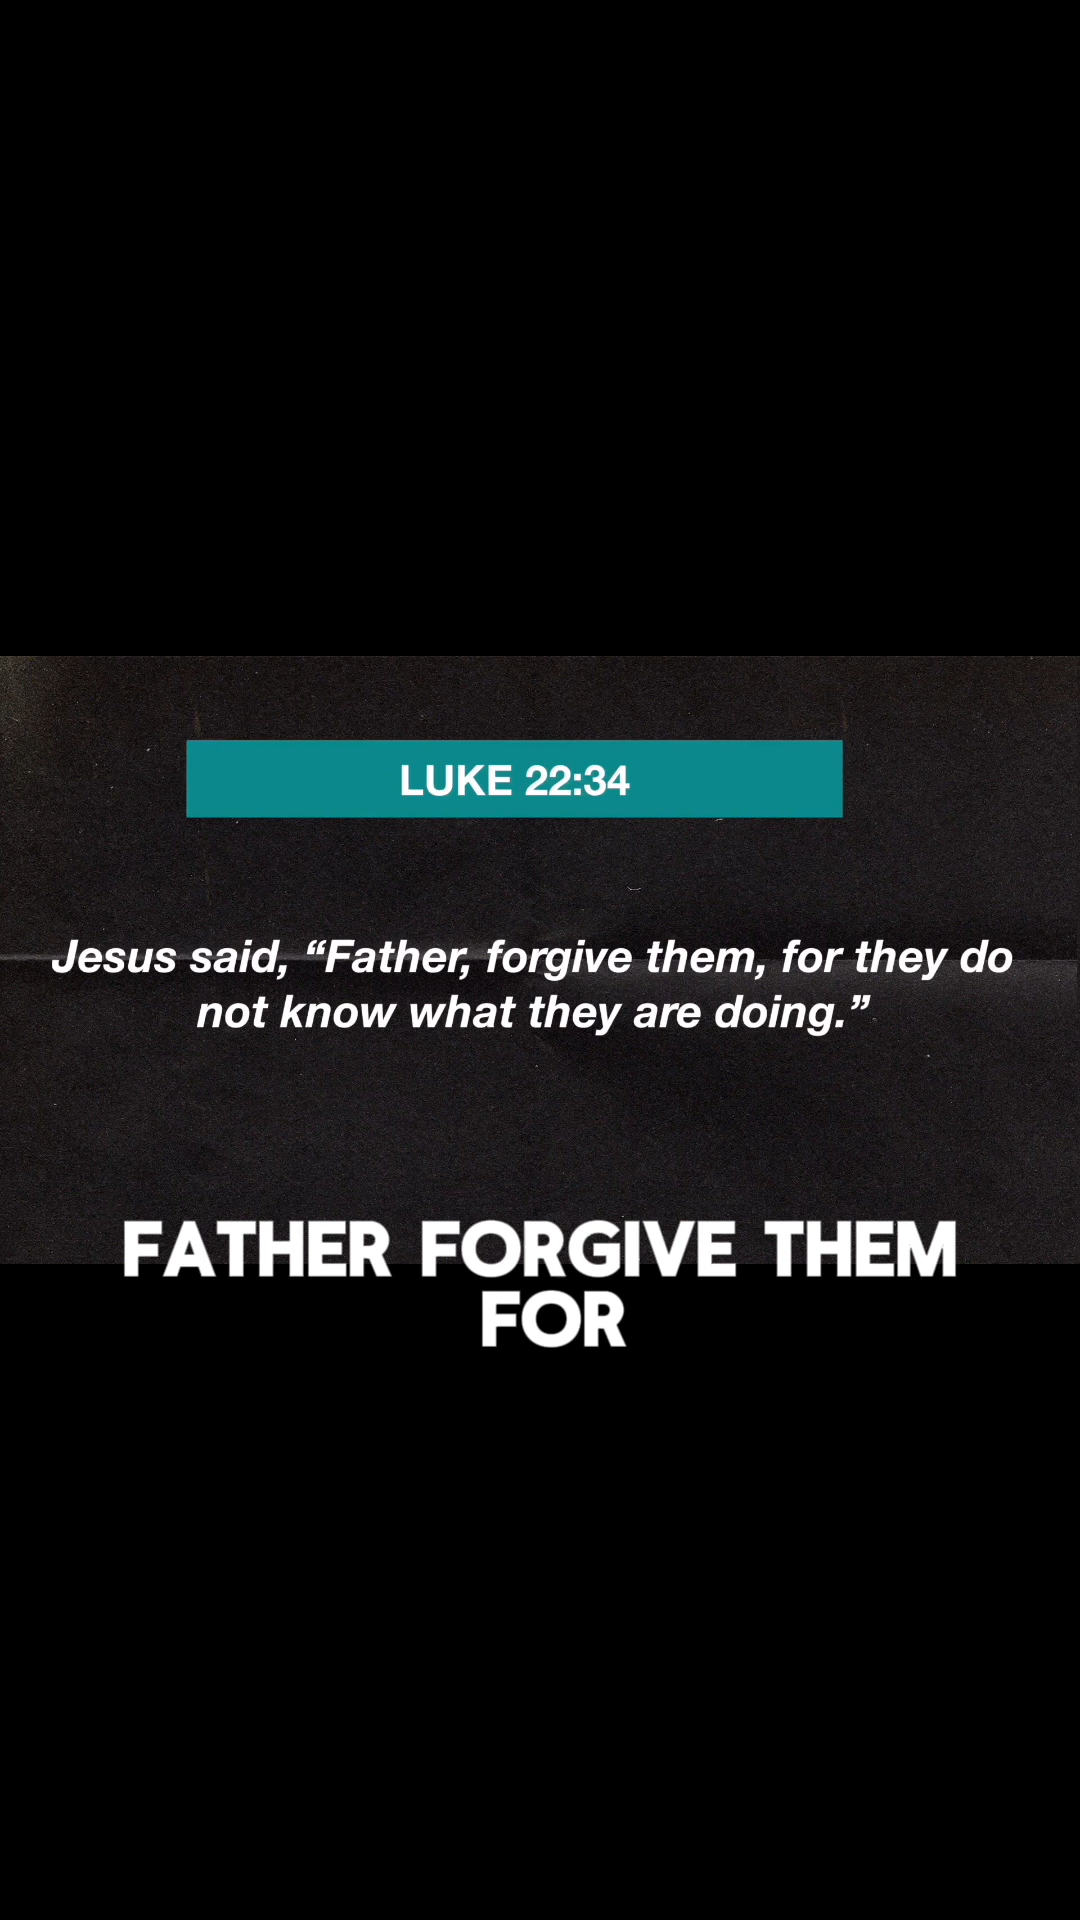 LUKE 22:34
Jesus said, “Father, forgive them, for they do
not know what they are doing.”
FATHER FORGIVE THEM
FOR